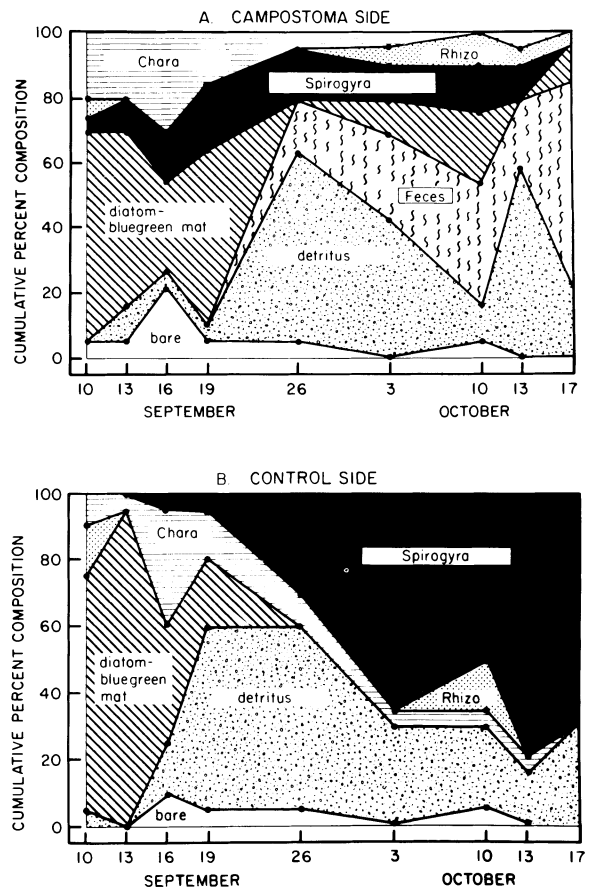 A. CAMPOSTOMA SIDE
CUMULATIVE PERCENT COMPOSITION
100
80
60
40
20
0
Chara
Rhizo
Spirogyra
diatom-
bluegreen mat
Feces
detritus
bare
10 13 16 19 26 3 10 13 17
SEPTEMBER OCTOBER
B. CONTROL SIDE
CUMULATIVE PERCENT COMPOSITION
100
80
60
40
20
0
Chara
Spirogyra
diatom-
bluegreen
mat
detritus
Rhizo
bare
10 13 16 19 26 3 10 13 17
SEPTEMBER OCTOBER